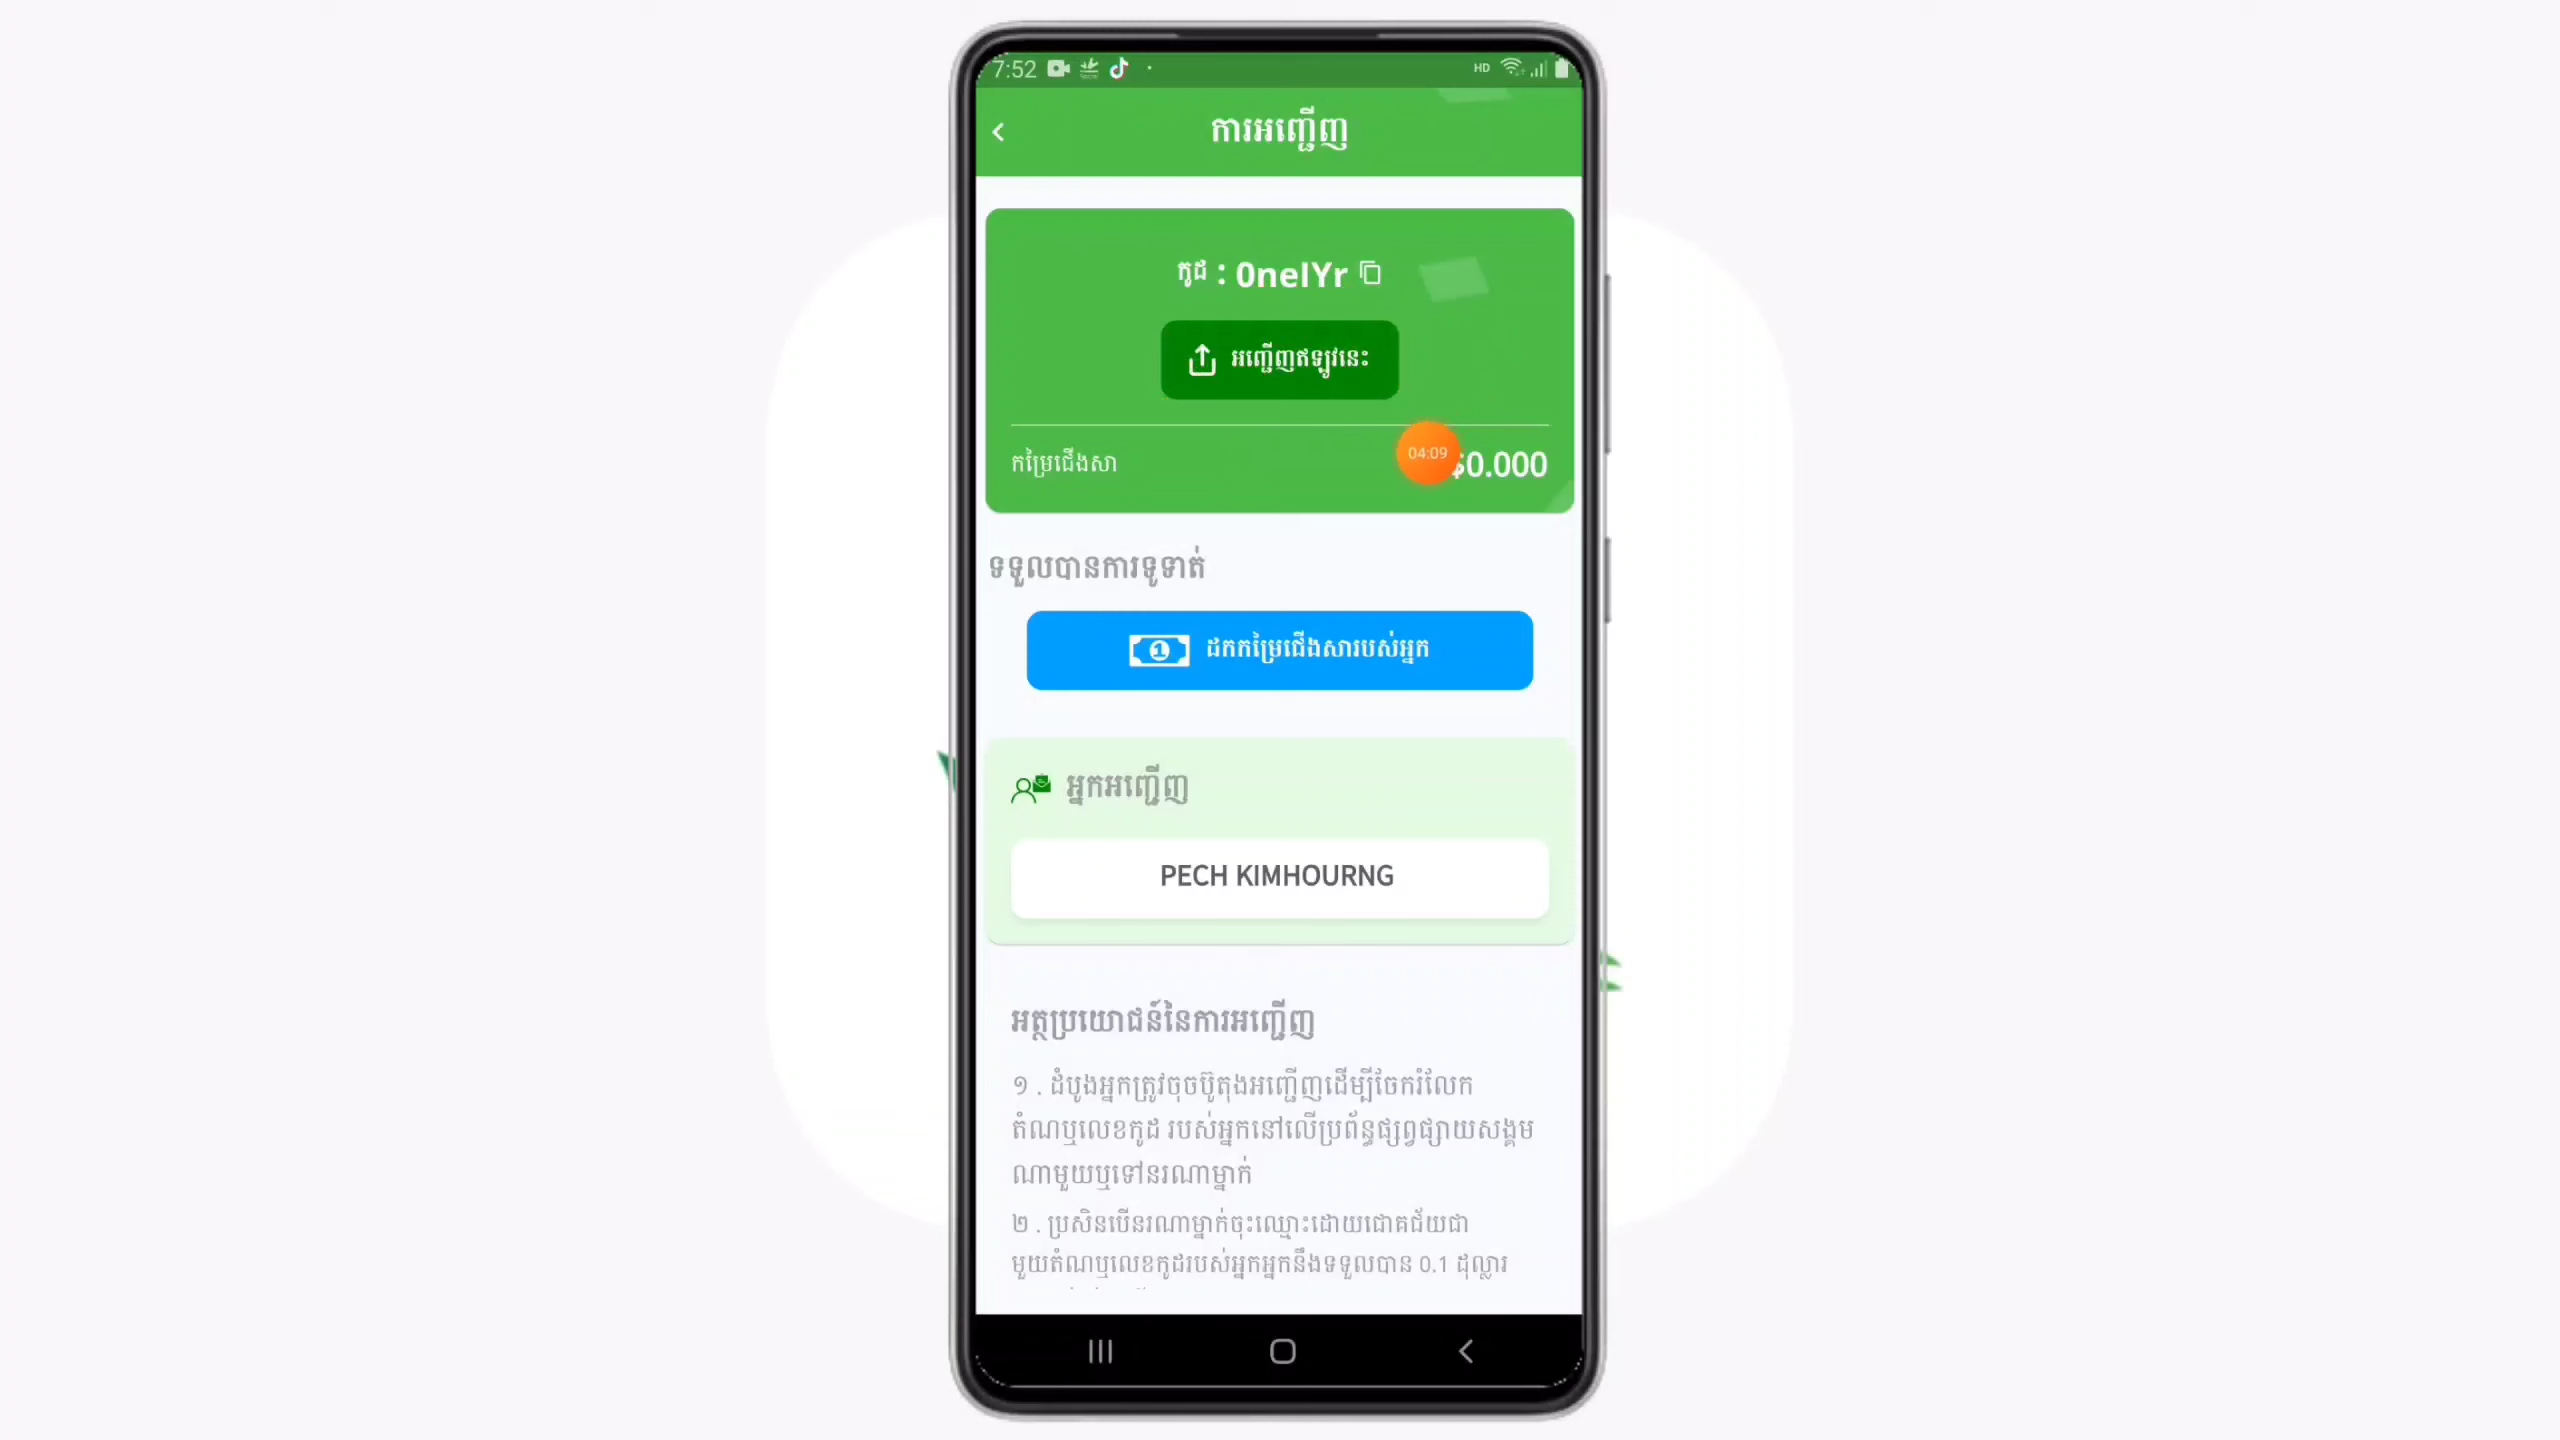 7:52
HD
ការអញ្ជើញ
កូដ : 0nelYr
អញ្ជើញឥឡូវនេះ
04:09
កម្រៃជើងសា
$0.000
ទទួលបានការទូទាត់
ដកកម្រៃជើងសារបស់អ្នក
អ្នកអញ្ជើញ
PECH KIMHOURNG
អត្ថប្រយោជន៍នៃការអញ្ជើញ
១ . ដំបូងអ្នកត្រូវចុចប៊ូតុងអញ្ជើញដើម្បីចែករំលែក
តំណឬលេខកូដ របស់អ្នកនៅលើប្រព័ន្ធផ្សព្វផ្សាយសង្គម
ណាមួយឬទៅនរណាម្នាក់
២ . ប្រសិនបើនរណាម្នាក់ចុះឈ្មោះដោយជោគជ័យជា
មួយតំណឬលេខកូដរបស់អ្នកអ្នកនឹងទទួលបាន 0.1 ដុល្លារ